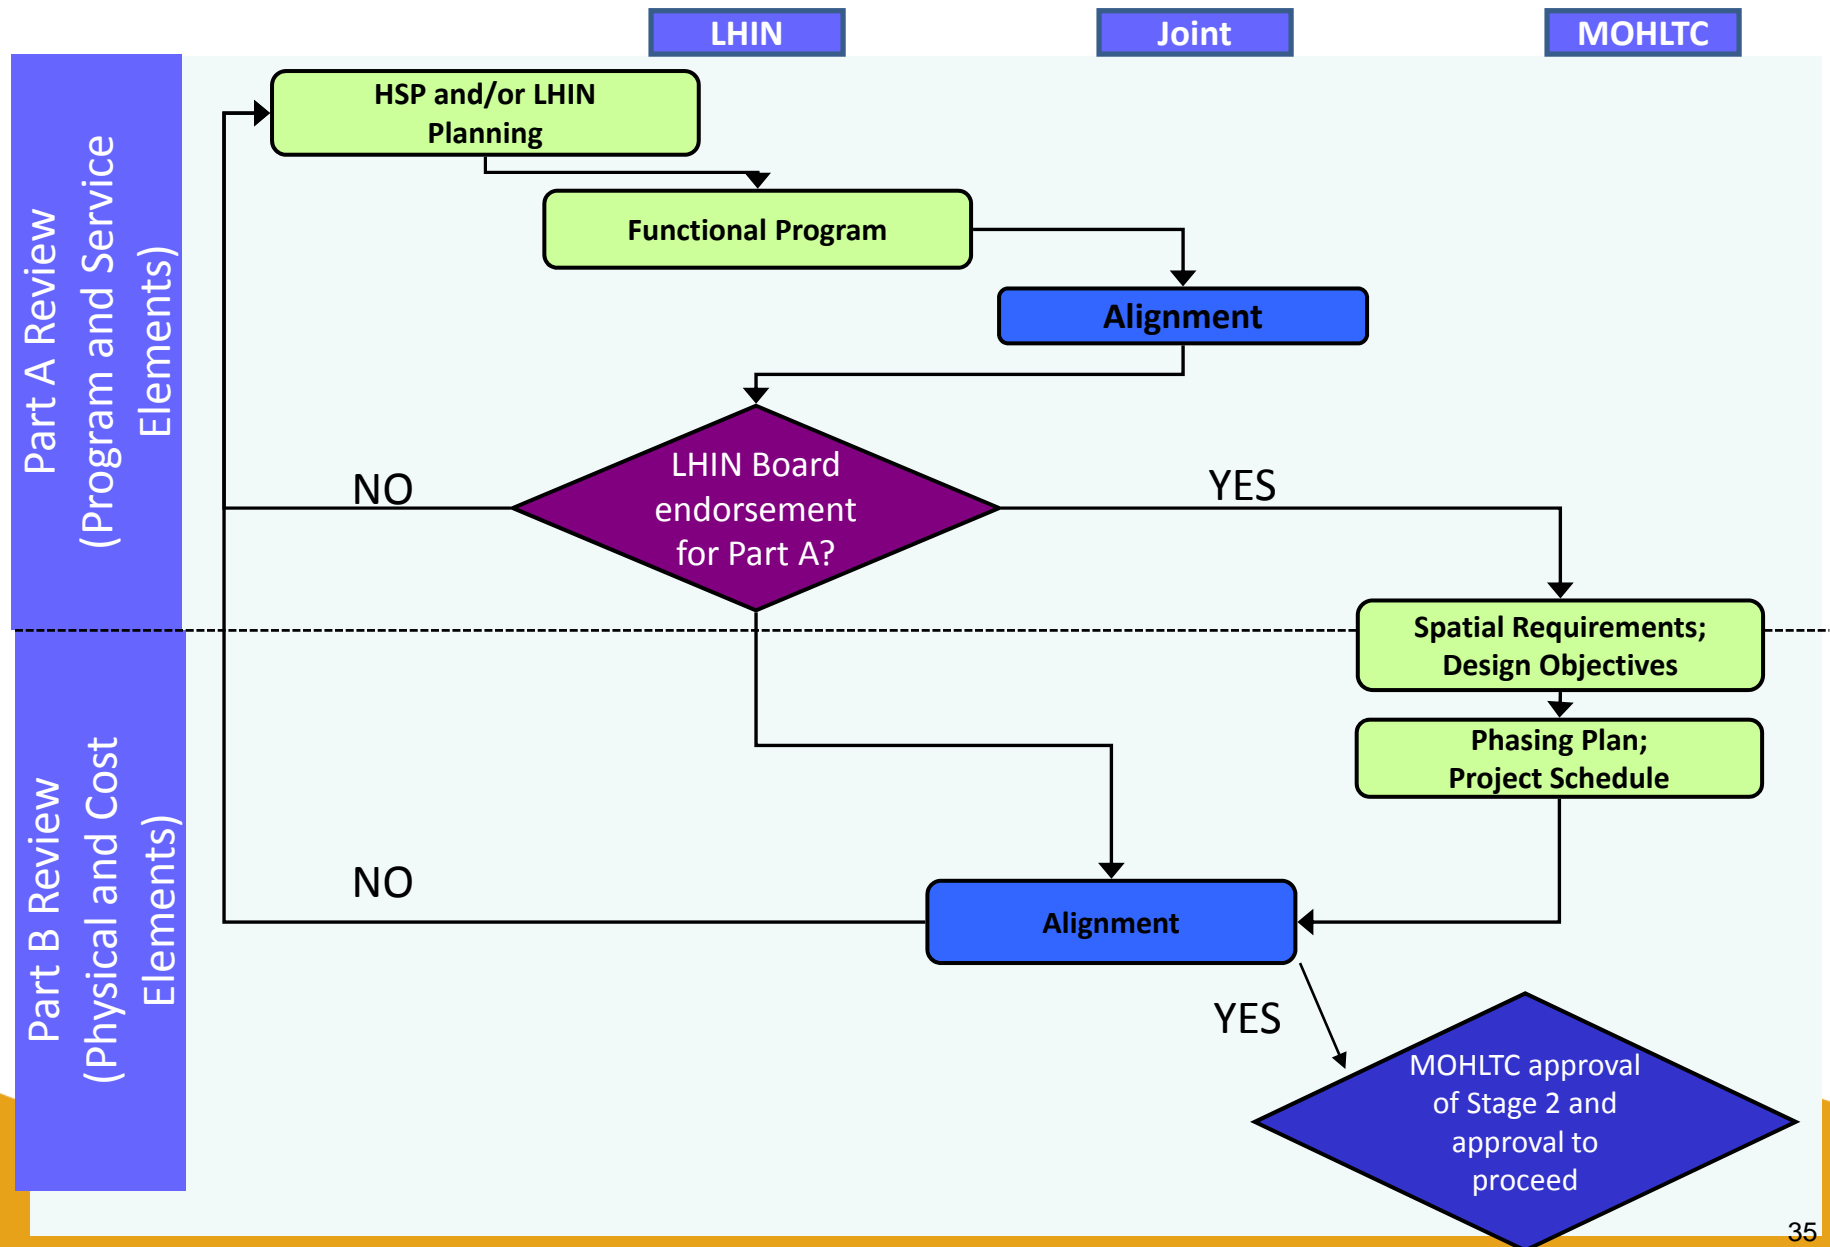 LHIN
Joint
MOHLTC
Part A Review
(Program and Service
Elements)
HSP and/or LHIN
Planning
Functional Program
Alignment
LHIN Board
endorsement
for Part A?
NO
YES
Spatial Requirements;
Design Objectives
Phasing Plan;
Project Schedule
Part B Review
(Physical and Cost
Elements)
NO
Alignment
YES
MOHLTC approval
of Stage 2 and
approval to
proceed
35